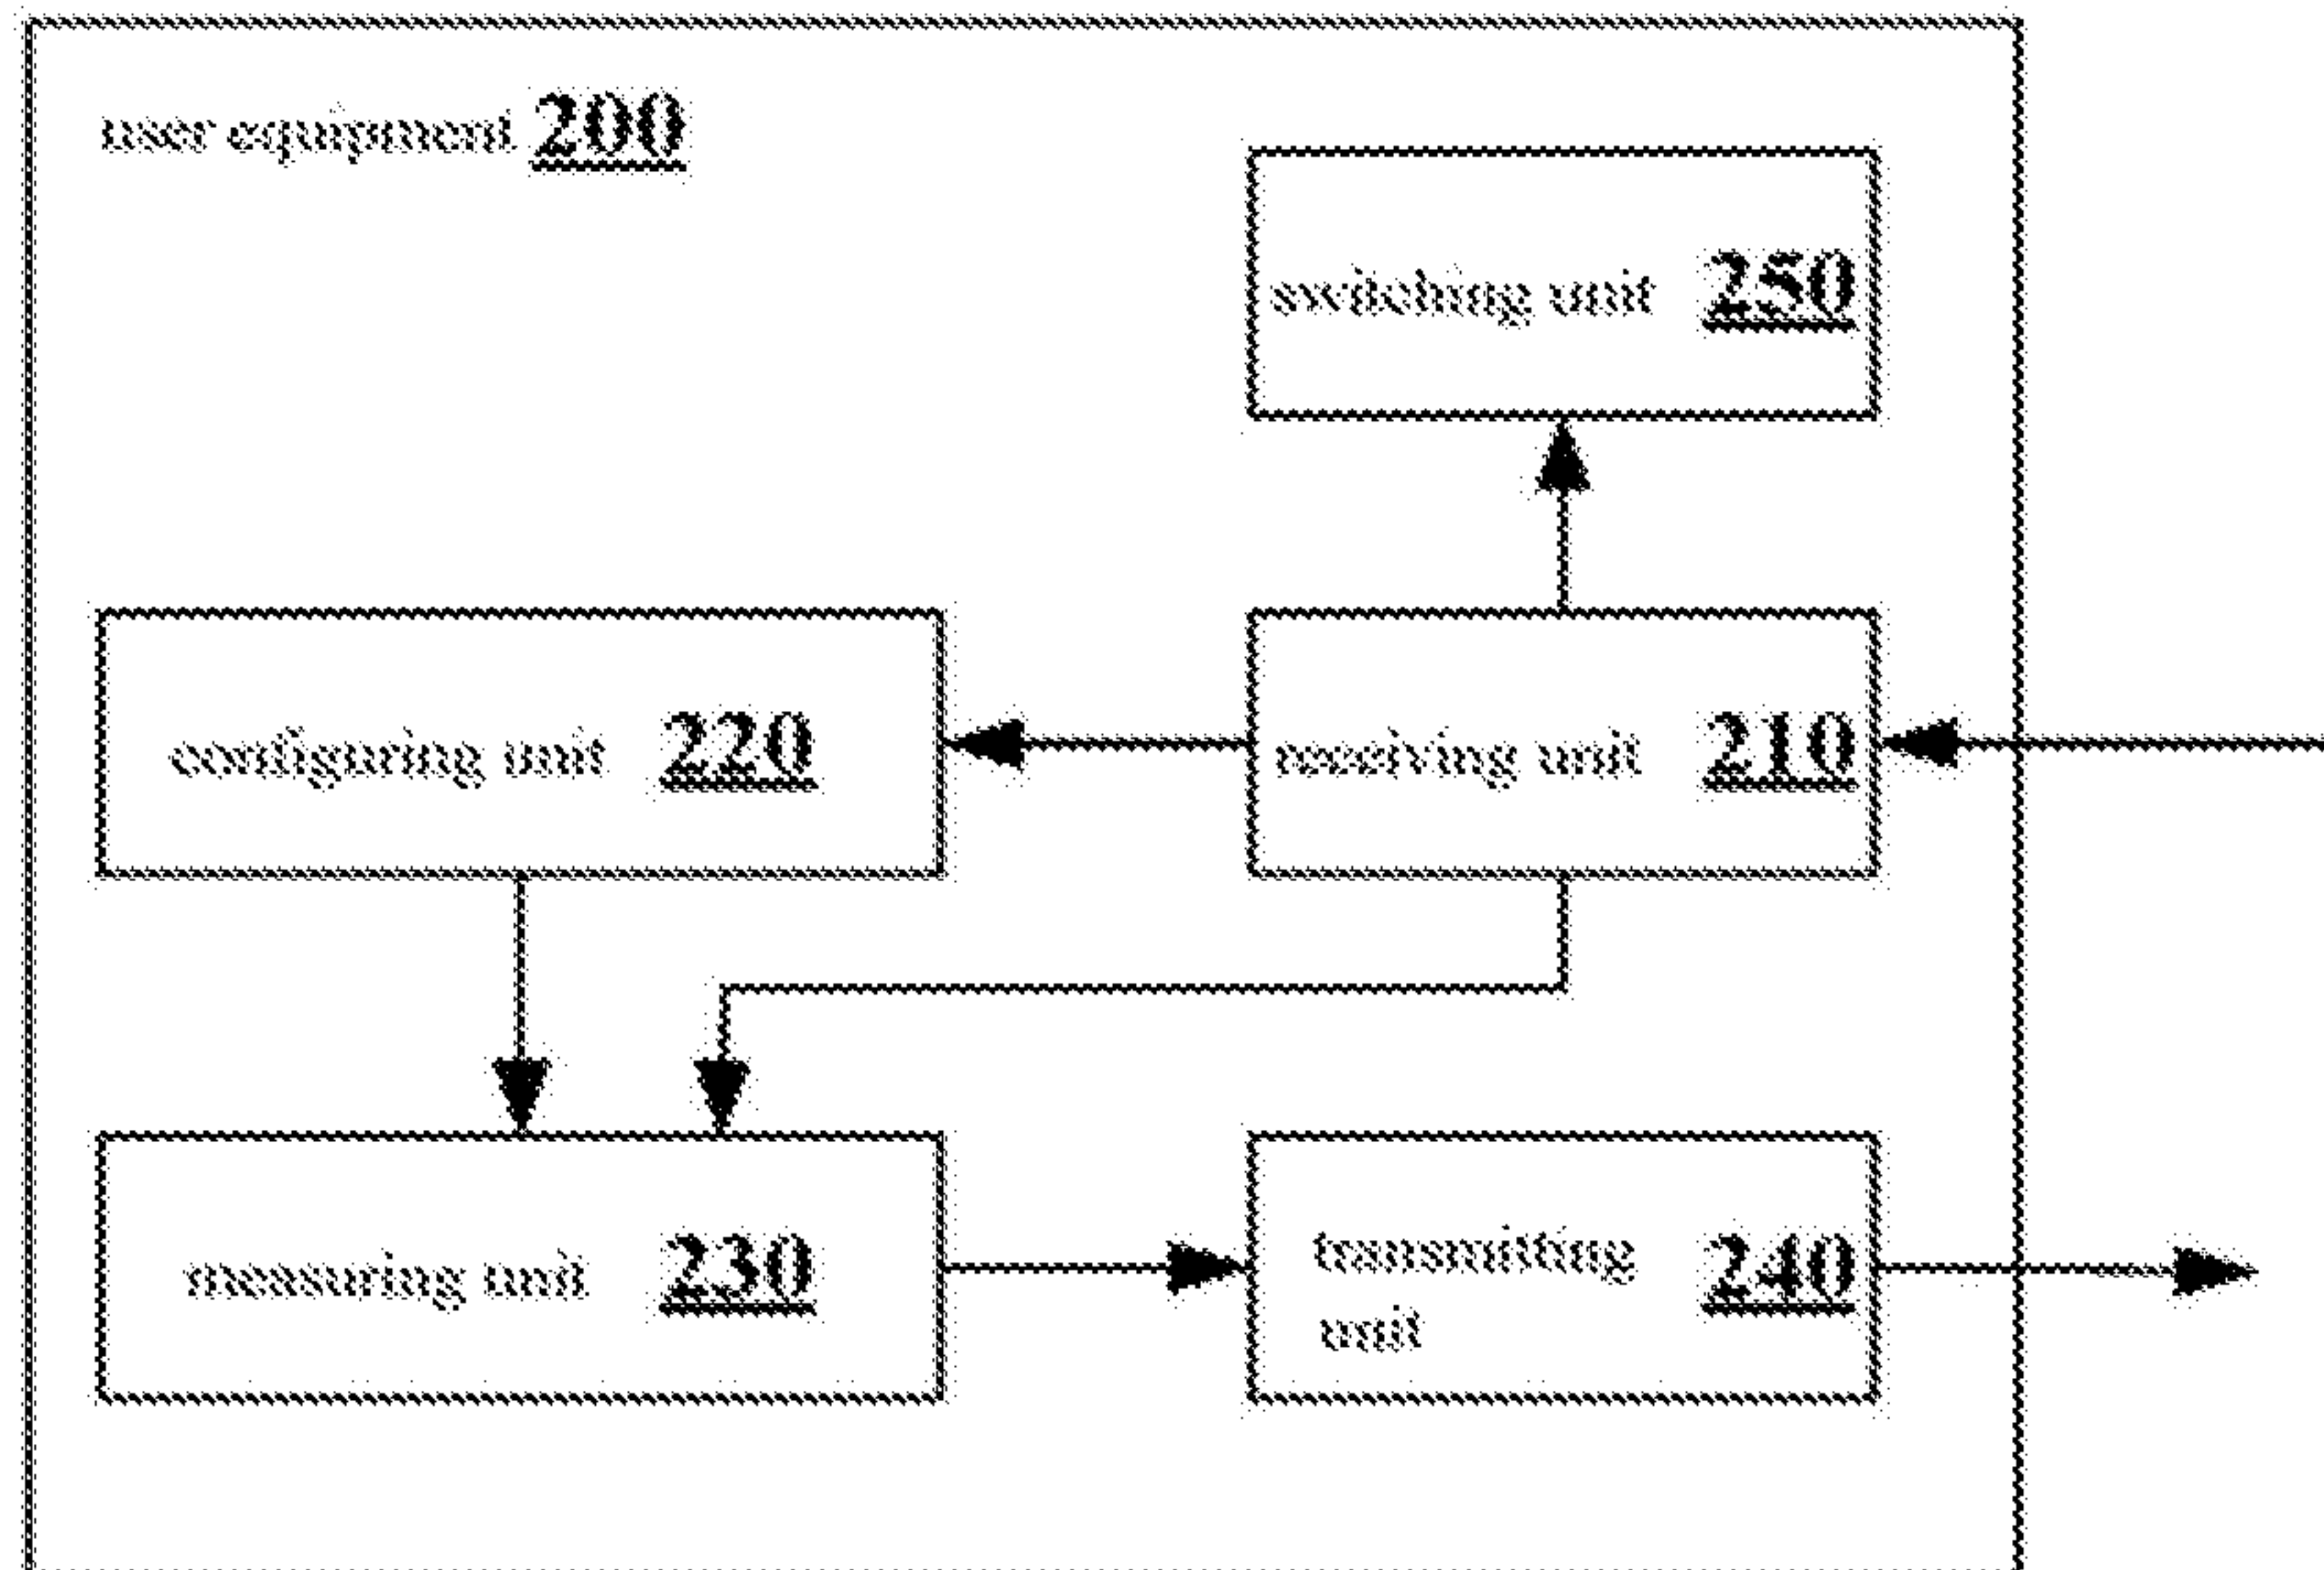 user equipment 200
switching unit 250
configuring unit 220
receiving unit 210
measuring unit 230
transmitting 240
unit